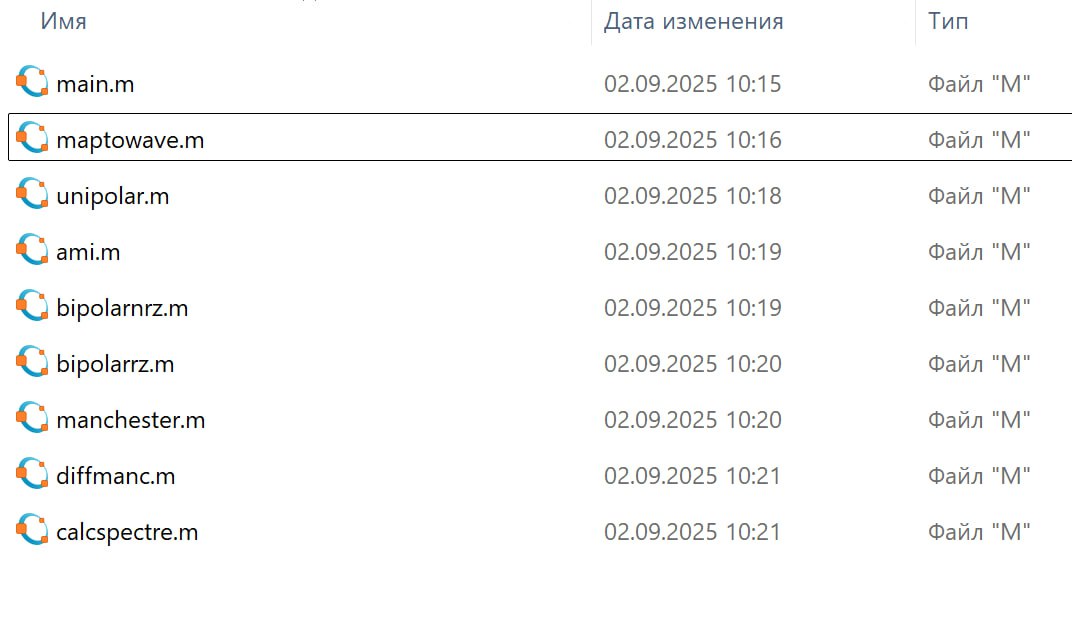 Имя Дата изменения Тип
main.m 02.09.2025 10:15 Файл "M"
maptowave.m 02.09.2025 10:16 Файл "M"
unipolar.m 02.09.2025 10:18 Файл "M"
ami.m 02.09.2025 10:19 Файл "M"
bipolarnrz.m 02.09.2025 10:19 Файл "M"
bipolarrz.m 02.09.2025 10:20 Файл "M"
manchester.m 02.09.2025 10:20 Файл "M"
diffmanc.m 02.09.2025 10:21 Файл "M"
calcspectre.m 02.09.2025 10:21 Файл "M"